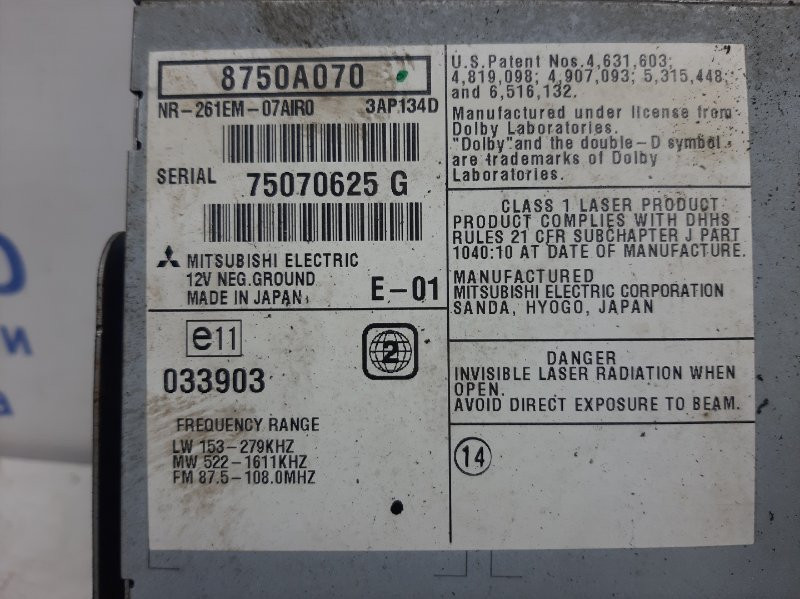 8750A070
NR-261EM-07AIR0 3AP134D
SERIAL 75070625 G
MITSUBISHI ELECTRIC
12V NEG.GROUND
MADE IN JAPAN
E-01
e11
2
033903
FREQUENCY RANGE
LW 153-279KHZ
MW 522-1611KHZ
FM 87.5-108.0MHZ
U.S.Patent Nos.4,631,603;
4,819,098; 4,907,093; 5,315,448;
and 6,516,132.
Manufactured under license from
Dolby Laboratories.
"Dolby"and the double-D symbol
are trademarks of Dolby
Laboratories.
CLASS 1 LASER PRODUCT
PRODUCT COMPLIES WITH DHHS
RULES 21 CFR SUBCHAPTER J PART
1040:10 AT DATE OF MANUFACTURE.
MANUFACTURED
MITSUBISHI ELECTRIC CORPORATION
SANDA, HYOGO, JAPAN
DANGER
INVISIBLE LASER RADIATION WHEN
OPEN.
AVOID DIRECT EXPOSURE TO BEAM.
14